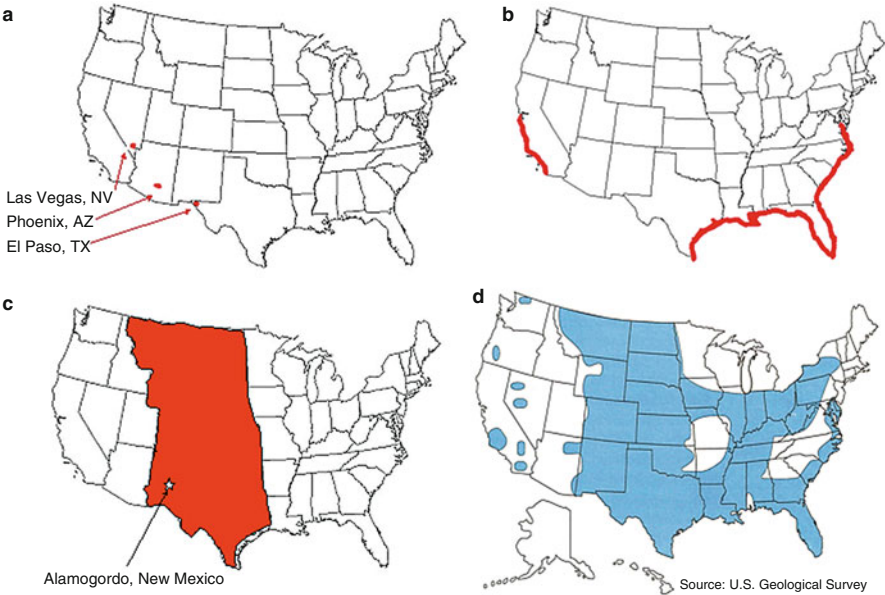 a
Las Vegas, NV
Phoenix, AZ
El Paso, TX
b
c
Alamogordo, New Mexico
d
Source: U.S. Geological Survey